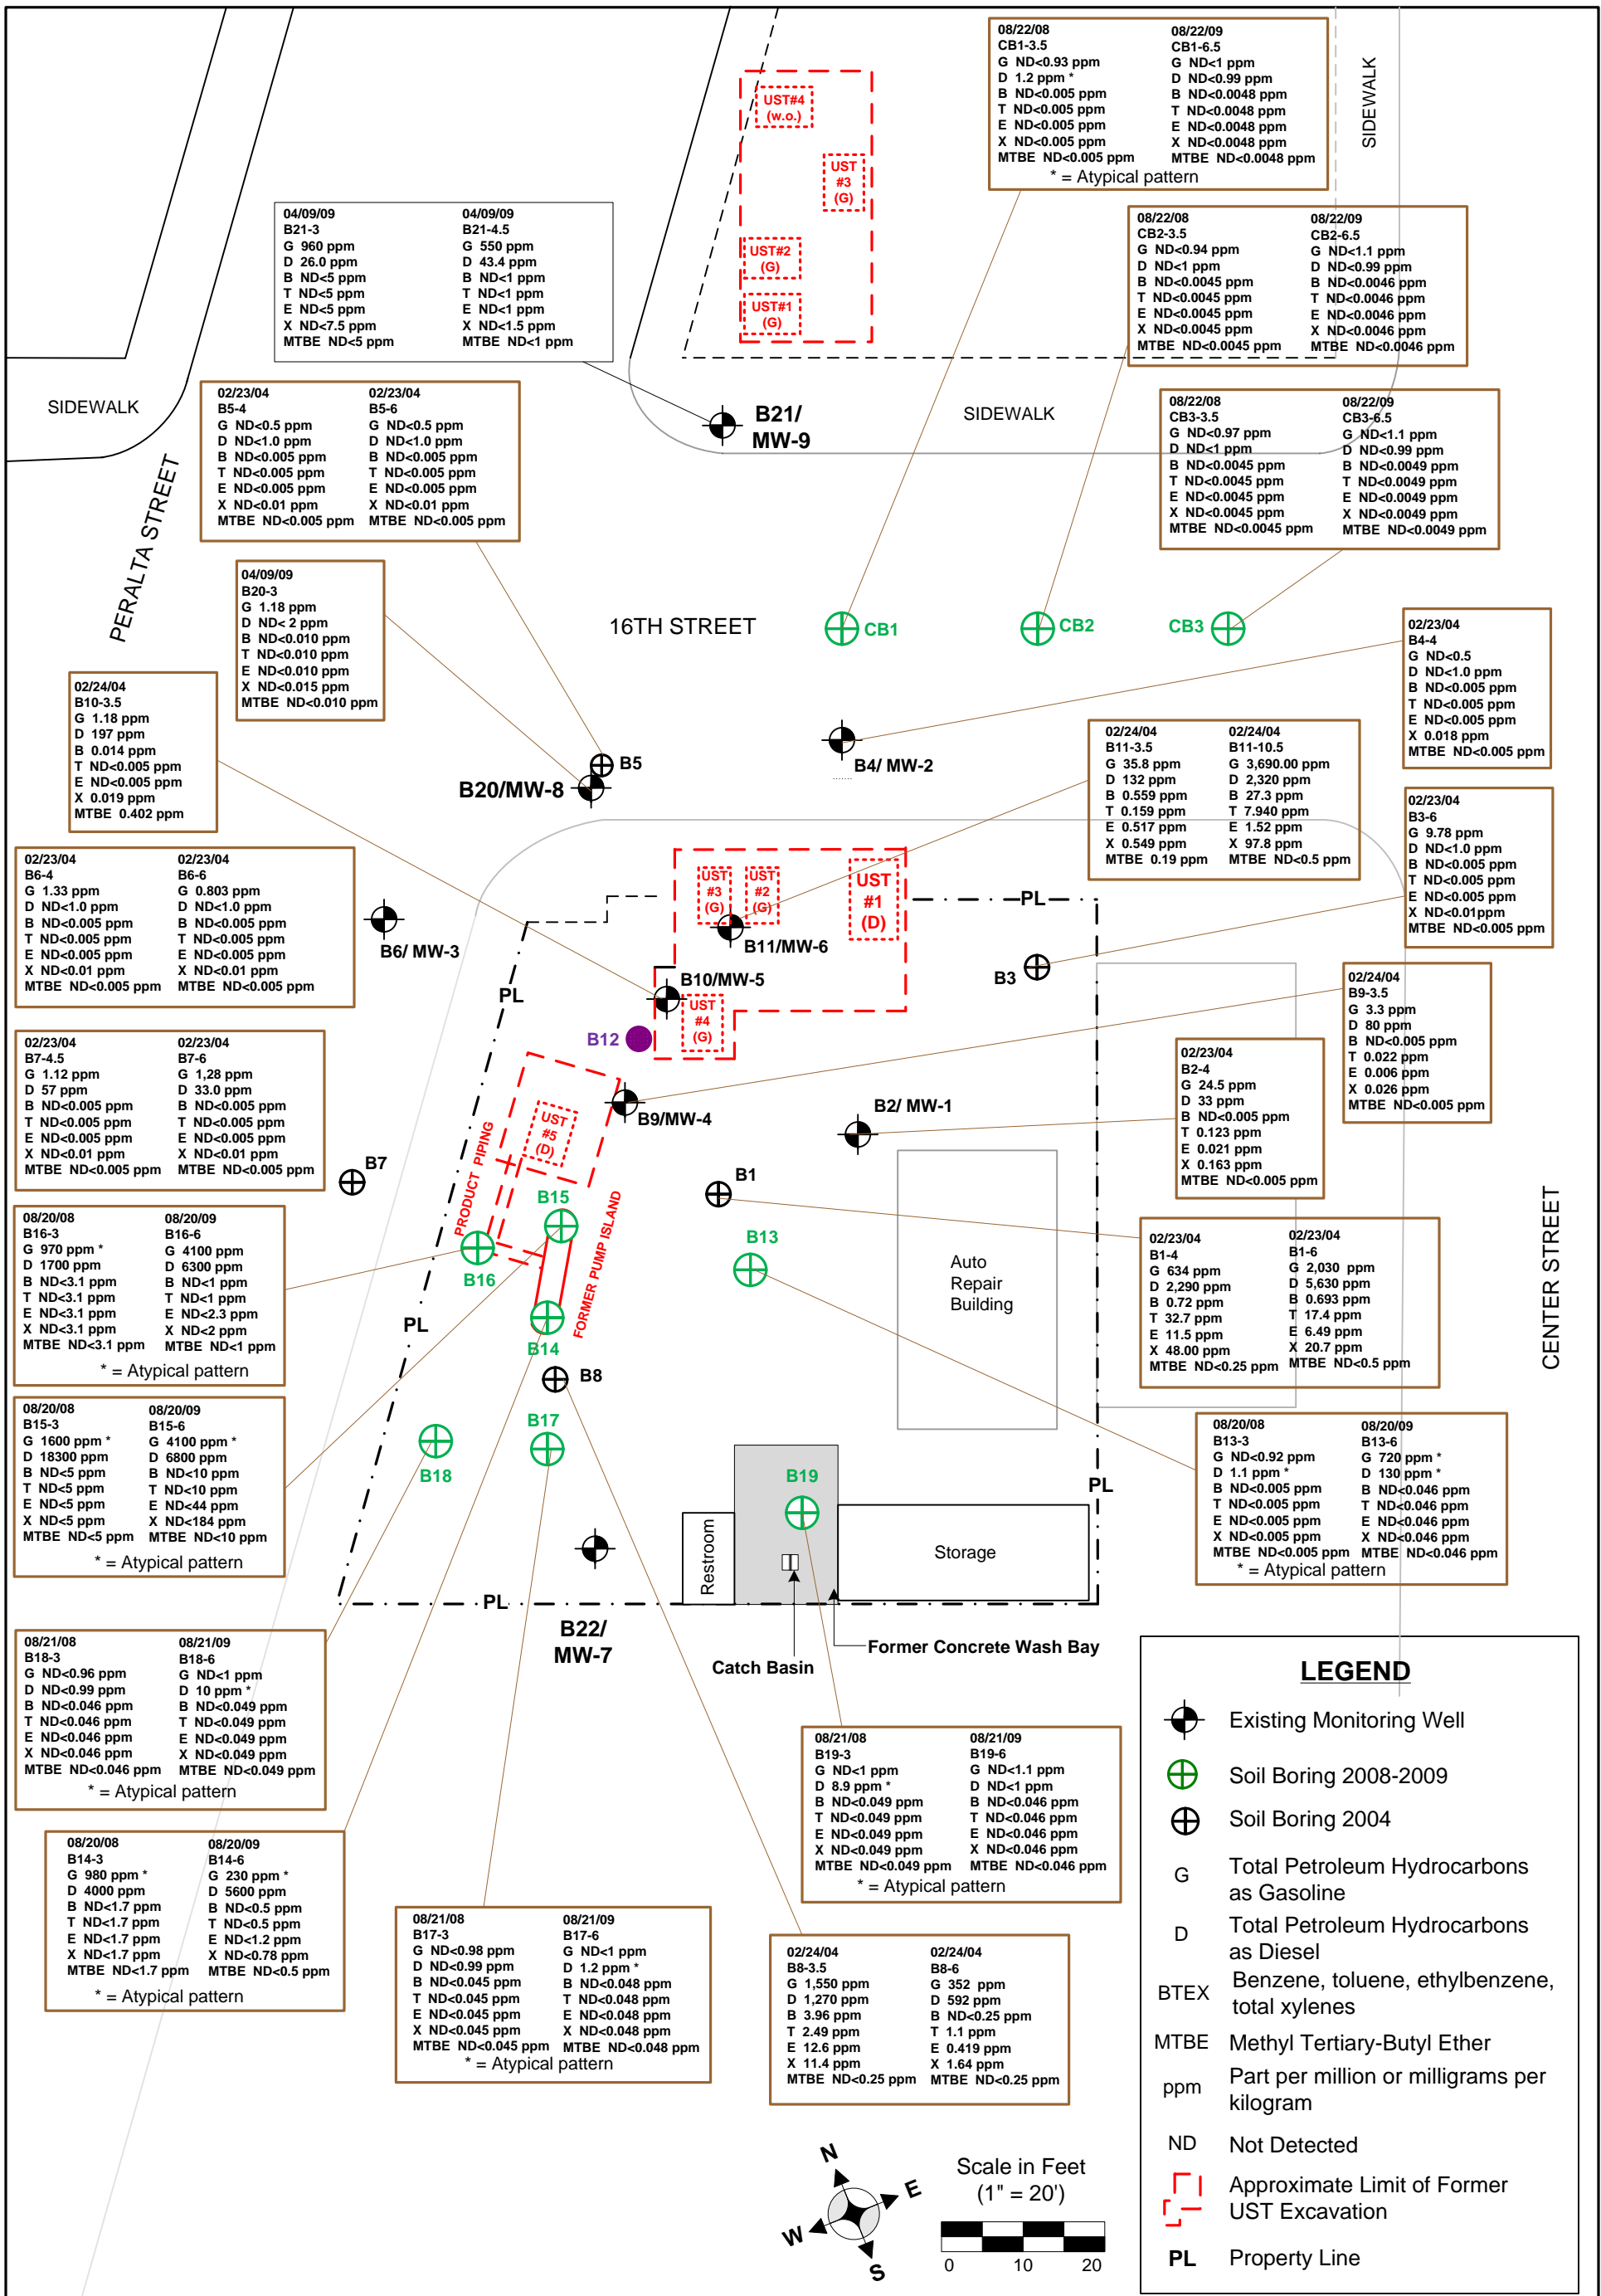 08/22/08
CB1-3.5
G ND<0.93 ppm
D 1.2 ppm *
B ND<0.005 ppm
T ND<0.005 ppm
E ND<0.005 ppm
X ND<0.005 ppm
MTBE ND<0.005 ppm
08/22/09
CB1-6.5
G ND<1 ppm
D ND<0.99 ppm
B ND<0.0048 ppm
T ND<0.0048 ppm
E ND<0.0048 ppm
X ND<0.0048 ppm
MTBE ND<0.0048 ppm
* = Atypical pattern
SIDEWALK
UST#4
(w.o.)
UST
#3
(G)
UST#2
(G)
UST#1
(G)
04/09/09
B21-3
G 960 ppm
D 26.0 ppm
B ND<5 ppm
T ND<5 ppm
E ND<5 ppm
X ND<7.5 ppm
MTBE ND<5 ppm
04/09/09
B21-4.5
G 550 ppm
D 43.4 ppm
B ND<1 ppm
T ND<1 ppm
E ND<1 ppm
X ND<1.5 ppm
MTBE ND<1 ppm
08/22/08
CB2-3.5
G ND<0.94 ppm
D ND<1 ppm
B ND<0.0045 ppm
T ND<0.0045 ppm
E ND<0.0045 ppm
X ND<0.0045 ppm
MTBE ND<0.0045 ppm
08/22/09
CB2-6.5
G ND<1.1 ppm
D ND<0.99 ppm
B ND<0.0046 ppm
T ND<0.0046 ppm
E ND<0.0046 ppm
X ND<0.0046 ppm
MTBE ND<0.0046 ppm
SIDEWALK
02/23/04
B5-4
G ND<0.5 ppm
D ND<1.0 ppm
B ND<0.005 ppm
T ND<0.005 ppm
E ND<0.005 ppm
X ND<0.01 ppm
MTBE ND<0.005 ppm
02/23/04
B5-6
G ND<0.5 ppm
D ND<1.0 ppm
B ND<0.005 ppm
T ND<0.005 ppm
E ND<0.005 ppm
X ND<0.01 ppm
MTBE ND<0.005 ppm
B21/
MW-9
SIDEWALK
08/22/08
CB3-3.5
G ND<0.97 ppm
D ND<1 ppm
B ND<0.0045 ppm
T ND<0.0045 ppm
E ND<0.0045 ppm
X ND<0.0045 ppm
MTBE ND<0.0045 ppm
08/22/09
CB3-6.5
G ND<1.1 ppm
D ND<0.99 ppm
B ND<0.0049 ppm
T ND<0.0049 ppm
E ND<0.0049 ppm
X ND<0.0049 ppm
MTBE ND<0.0049 ppm
PERALTA STREET
04/09/09
B20-3
G 1.18 ppm
D ND< 2 ppm
B ND<0.010 ppm
T ND<0.010 ppm
E ND<0.010 ppm
X ND<0.015 ppm
MTBE ND<0.010 ppm
16TH STREET
CB1
CB2
CB3
02/23/04
B4-4
G ND<0.5
D ND<1.0 ppm
B ND<0.005 ppm
T ND<0.005 ppm
E ND<0.005 ppm
X 0.018 ppm
MTBE ND<0.005 ppm
02/24/04
B10-3.5
G 1.18 ppm
D 197 ppm
B 0.014 ppm
T ND<0.005 ppm
E ND<0.005 ppm
X 0.019 ppm
MTBE 0.402 ppm
B5
B20/MW-8
B4/ MW-2
02/24/04
B11-3.5
G 35.8 ppm
D 132 ppm
B 0.559 ppm
T 0.159 ppm
E 0.517 ppm
X 0.549 ppm
MTBE 0.19 ppm
02/24/04
B11-10.5
G 3,690.00 ppm
D 2,320 ppm
B 27.3 ppm
T 7.940 ppm
E 1.52 ppm
X 97.8 ppm
MTBE ND<0.5 ppm
02/23/04
B3-6
G 9.78 ppm
D ND<1.0 ppm
B ND<0.005 ppm
T ND<0.005 ppm
E ND<0.005 ppm
X ND<0.01ppm
MTBE ND<0.005 ppm
02/23/04
B6-4
G 1.33 ppm
D ND<1.0 ppm
B ND<0.005 ppm
T ND<0.005 ppm
E ND<0.005 ppm
X ND<0.01 ppm
MTBE ND<0.005 ppm
02/23/04
B6-6
G 0.803 ppm
D ND<1.0 ppm
B ND<0.005 ppm
T ND<0.005 ppm
E ND<0.005 ppm
X ND<0.01 ppm
MTBE ND<0.005 ppm
B6/ MW-3
UST
#3
(G)
UST
#2
(G)
UST
#1
(D)
PL
B11/MW-6
B3
PL
B10/MW-5
UST
#4
(G)
B12
02/24/04
B9-3.5
G 3.3 ppm
D 80 ppm
B ND<0.005 ppm
T 0.022 ppm
E 0.006 ppm
X 0.026 ppm
MTBE ND<0.005 ppm
02/23/04
B7-4.5
G 1.12 ppm
D 57 ppm
B ND<0.005 ppm
T ND<0.005 ppm
E ND<0.005 ppm
X ND<0.01 ppm
MTBE ND<0.005 ppm
02/23/04
B7-6
G 1,28 ppm
D 33.0 ppm
B ND<0.005 ppm
T ND<0.005 ppm
E ND<0.005 ppm
X ND<0.01 ppm
MTBE ND<0.005 ppm
02/23/04
B2-4
G 24.5 ppm
D 33 ppm
B ND<0.005 ppm
T 0.123 ppm
E 0.021 ppm
X 0.163 ppm
MTBE ND<0.005 ppm
B9/MW-4
B2/ MW-1
UST
#5
(D)
PRODUCT PIPING
B7
B1
B15
FORMER PUMP ISLAND
B13
B16
08/20/08
B16-3
G 970 ppm *
D 1700 ppm
B ND<3.1 ppm
T ND<3.1 ppm
E ND<3.1 ppm
X ND<3.1 ppm
MTBE ND<3.1 ppm
08/20/09
B16-6
G 4100 ppm
D 6300 ppm
B ND<1 ppm
T ND<1 ppm
E ND<2.3 ppm
X ND<2 ppm
MTBE ND<1 ppm
* = Atypical pattern
Auto
Repair
Building
02/23/04
B1-4
G 634 ppm
D 2,290 ppm
B 0.72 ppm
T 32.7 ppm
E 11.5 ppm
X 48.00 ppm
MTBE ND<0.25 ppm
02/23/04
B1-6
G 2,030 ppm
D 5,630 ppm
B 0.693 ppm
T 17.4 ppm
E 6.49 ppm
X 20.7 ppm
MTBE ND<0.5 ppm
CENTER STREET
PL
B14
B8
08/20/08
B15-3
G 1600 ppm *
D 18300 ppm
B ND<5 ppm
T ND<5 ppm
E ND<5 ppm
X ND<5 ppm
MTBE ND<5 ppm
08/20/09
B15-6
G 4100 ppm *
D 6800 ppm
B ND<10 ppm
T ND<10 ppm
E ND<44 ppm
X ND<184 ppm
MTBE ND<10 ppm
* = Atypical pattern
B18
B17
B19
PL
08/20/08
B13-3
G ND<0.92 ppm
D 1.1 ppm *
B ND<0.005 ppm
T ND<0.005 ppm
E ND<0.005 ppm
X ND<0.005 ppm
MTBE ND<0.005 ppm
08/20/09
B13-6
G 720 ppm *
D 130 ppm *
B ND<0.046 ppm
T ND<0.046 ppm
E ND<0.046 ppm
X ND<0.046 ppm
MTBE ND<0.046 ppm
* = Atypical pattern
Restroom
Storage
PL
B22/
MW-7
Catch Basin
Former Concrete Wash Bay
08/21/08
B18-3
G ND<0.96 ppm
D ND<0.99 ppm
B ND<0.046 ppm
T ND<0.046 ppm
E ND<0.046 ppm
X ND<0.046 ppm
MTBE ND<0.046 ppm
08/21/09
B18-6
G ND<1 ppm
D 10 ppm *
B ND<0.049 ppm
T ND<0.049 ppm
E ND<0.049 ppm
X ND<0.049 ppm
MTBE ND<0.049 ppm
* = Atypical pattern
08/21/08
B19-3
G ND<1 ppm
D 8.9 ppm *
B ND<0.049 ppm
T ND<0.049 ppm
E ND<0.049 ppm
X ND<0.049 ppm
MTBE ND<0.049 ppm
08/21/09
B19-6
G ND<1.1 ppm
D ND<1 ppm
B ND<0.046 ppm
T ND<0.046 ppm
E ND<0.046 ppm
X ND<0.046 ppm
MTBE ND<0.046 ppm
* = Atypical pattern
08/20/08
B14-3
G 980 ppm *
D 4000 ppm
B ND<1.7 ppm
T ND<1.7 ppm
E ND<1.7 ppm
X ND<1.7 ppm
MTBE ND<1.7 ppm
08/20/09
B14-6
G 230 ppm *
D 5600 ppm
B ND<0.5 ppm
T ND<0.5 ppm
E ND<1.2 ppm
X ND<0.78 ppm
MTBE ND<0.5 ppm
* = Atypical pattern
08/21/08
B17-3
G ND<0.98 ppm
D ND<0.99 ppm
B ND<0.045 ppm
T ND<0.045 ppm
E ND<0.045 ppm
X ND<0.045 ppm
MTBE ND<0.045 ppm
08/21/09
B17-6
G ND<1 ppm
D 1.2 ppm *
B ND<0.048 ppm
T ND<0.048 ppm
E ND<0.048 ppm
X ND<0.048 ppm
MTBE ND<0.048 ppm
* = Atypical pattern
02/24/04
B8-3.5
G 1,550 ppm
D 1,270 ppm
B 3.96 ppm
T 2.49 ppm
E 12.6 ppm
X 11.4 ppm
MTBE ND<0.25 ppm
02/24/04
B8-6
G 352 ppm
D 592 ppm
B ND<0.25 ppm
T 1.1 ppm
E 0.419 ppm
X 1.64 ppm
MTBE ND<0.25 ppm
LEGEND
Existing Monitoring Well
Soil Boring 2008-2009
Soil Boring 2004
G Total Petroleum Hydrocarbons
as Gasoline
D Total Petroleum Hydrocarbons
as Diesel
BTEX Benzene, toluene, ethylbenzene,
total xylenes
MTBE Methyl Tertiary-Butyl Ether
ppm Part per million or milligrams per
kilogram
ND Not Detected
Approximate Limit of Former
UST Excavation
PL Property Line
N
E
W
S
Scale in Feet
(1" = 20')
0 10 20